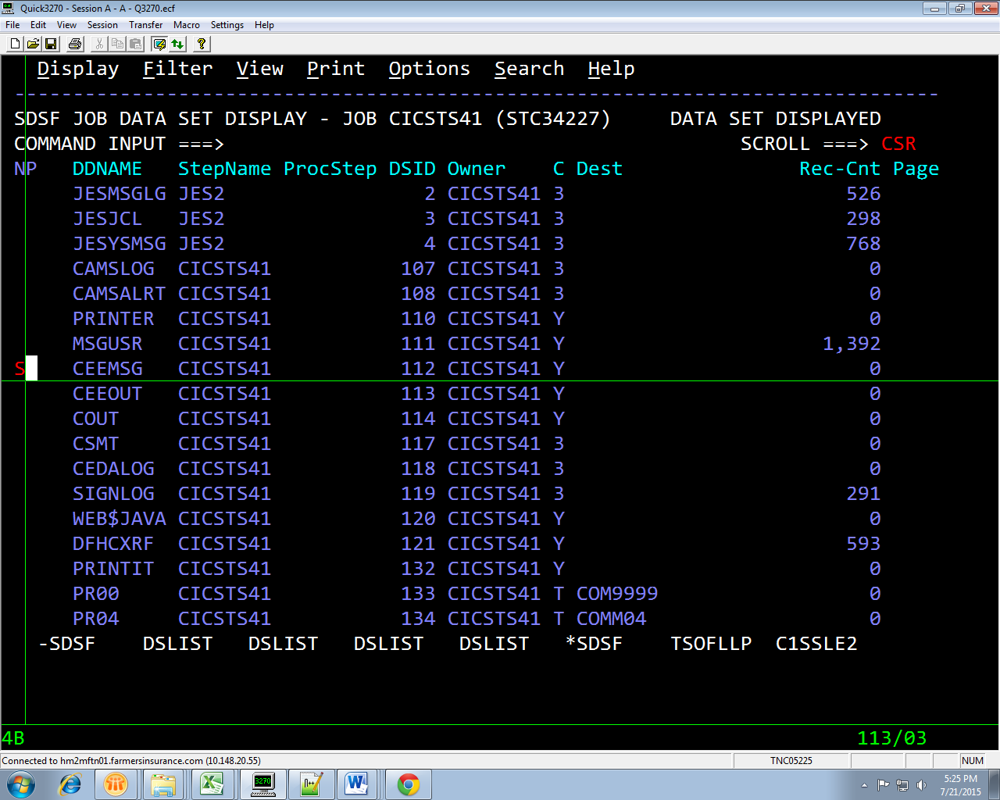 Quick3270 - Session A - A - Q3270.ecf
File Edit View Session Transfer Macro Settings Help
Display Filter View Print Options Search Help
-------------------------------------------------------------------------------
SDSF JOB DATA SET DISPLAY - JOB CICSTS41 (STC34227) DATA SET DISPLAYED
COMMAND INPUT ===> SCROLL ===> CSR
NP DDNAME StepName ProcStep DSID Owner C Dest Rec-Cnt Page
JESMSGLG JES2 2 CICSTS41 3 526
JESJCL JES2 3 CICSTS41 3 298
JESYSMSG JES2 4 CICSTS41 3 768
CAMSLOG CICSTS41 107 CICSTS41 3 0
CAMSALRT CICSTS41 108 CICSTS41 3 0
PRINTER CICSTS41 110 CICSTS41 Y 0
MSGUSR CICSTS41 111 CICSTS41 Y 1,392
S CEEMSG CICSTS41 112 CICSTS41 Y 0
CEEOUT CICSTS41 113 CICSTS41 Y 0
COUT CICSTS41 114 CICSTS41 Y 0
CSMT CICSTS41 117 CICSTS41 3 0
CEDALOG CICSTS41 118 CICSTS41 3 0
SIGNLOG CICSTS41 119 CICSTS41 3 291
WEB$JAVA CICSTS41 120 CICSTS41 Y 0
DFHCXRF CICSTS41 121 CICSTS41 Y 593
PRINTIT CICSTS41 132 CICSTS41 Y 0
PR00 CICSTS41 133 CICSTS41 T COM9999 0
PR04 CICSTS41 134 CICSTS41 T COMM04 0
-SDSF DSLIST DSLIST DSLIST DSLIST *SDSF TSOFLLP C1SSLE2
4B 113/03
Connected to hm2mftn01.farmersinsurance.com (10.148.20.55) TNC05225 NUM
3270
5:25 PM
7/21/2015